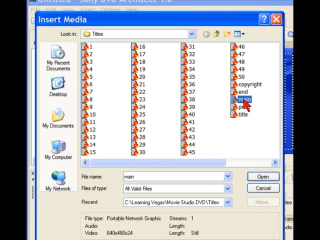 Insert Media
Look in: Titles
My Recent Documents
Desktop
My Documents
My Computer
My Network
1 16 31 46
2 17 32 47
3 18 33 48
4 19 34 49
5 20 35 50
6 21 36 copyright
7 22 37 end
8 23 38
9 24 39
10 25 40 title
11 26 41
12 27 42
13 28 43
14 29 44
15 30 45
File name: main Open
Files of type: All Valid Files Cancel
Recent: C:\Learning Vegas\Movie Studio DVD\Titles About...
File type: Portable Network Graphic Streams: 1
Audio: Length:
Video: 640x480x24 Length: Still